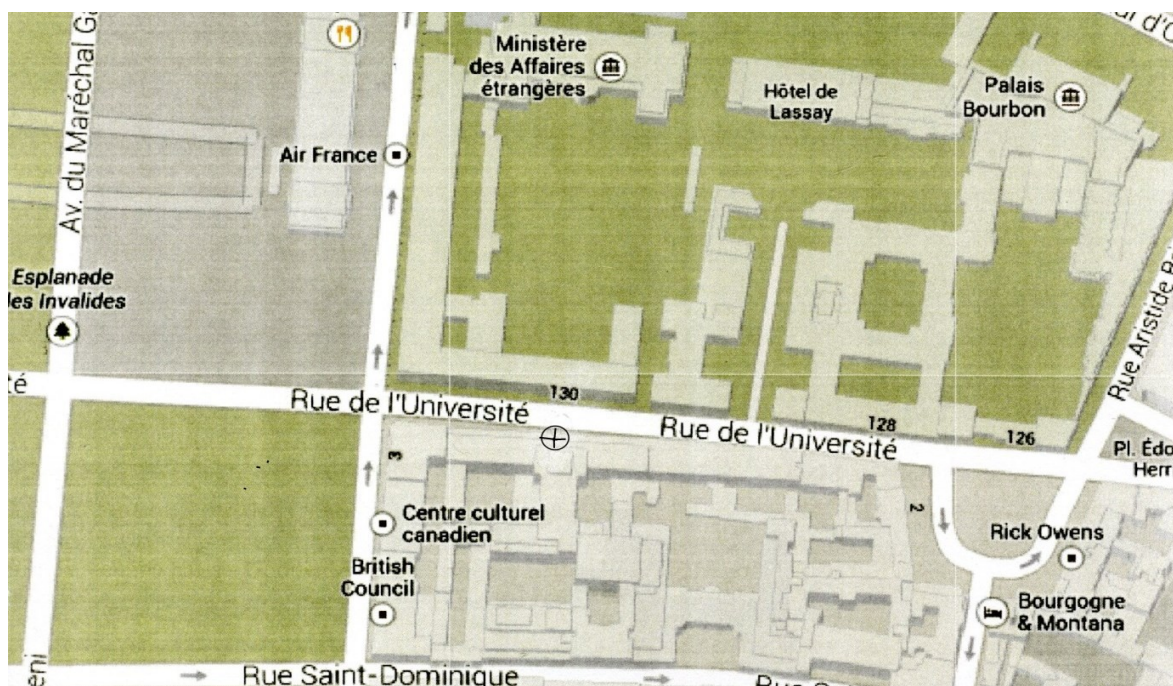 Av. du Maréchal
Ministère
des Affaires
étrangères
Hôtel de
Lassay
Palais
Bourbon
Air France
Esplanade
les Invalides
Rue Aristide
té
130
Rue de l'Université
Rue de l'Université
128
126
Pl. Édo
Herr
3
2
Centre culturel
canadien
Rick Owens
British
Council
Bourgogne
& Montana
eni
Rue Saint-Dominique